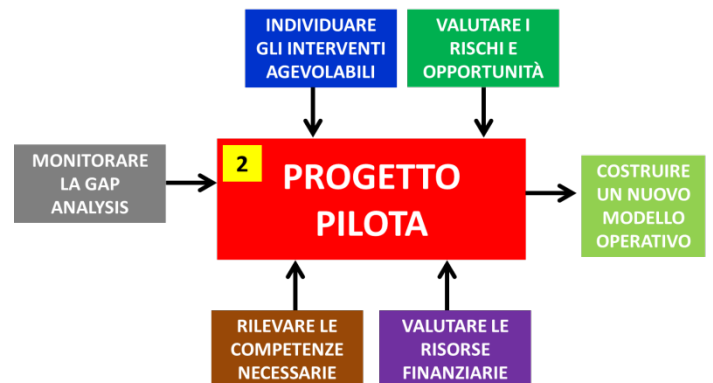 INDIVIDUARE
GLI INTERVENTI
AGEVOLABILI
VALUTARE I
RISCHI E
OPPORTUNITÀ
MONITORARE
LA GAP
ANALYSIS
2
PROGETTO
PILOTA
COSTRUIRE
UN NUOVO
MODELLO
OPERATIVO
RILEVARE LE
COMPETENZE
NECESSARIE
VALUTARE LE
RISORSE
FINANZIARIE